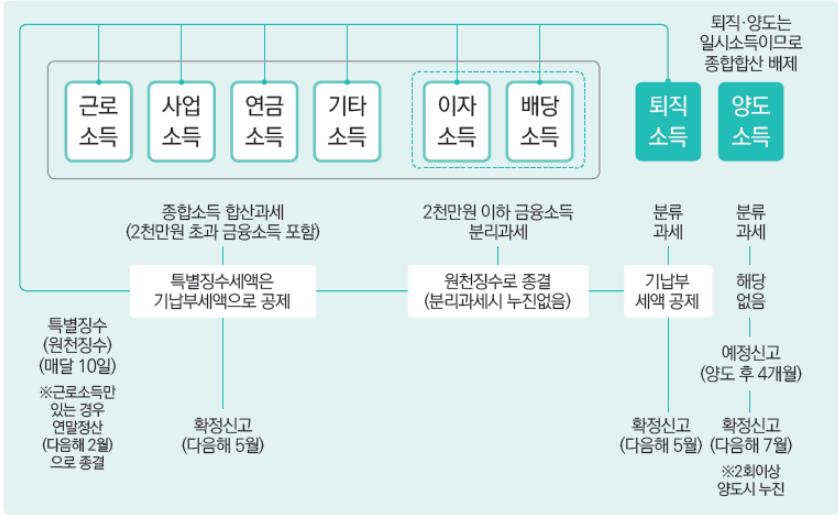 퇴직·양도는
일시소득이므로
종합합산 배제
근로
소득
사업
소득
연금
소득
기타
소득
이자
소득
배당
소득
퇴직
소득
양도
소득
종합소득 합산과세
(2천만원 초과 금융소득 포함)
2천만원 이하 금융소득
분리과세
분류
과세
분류
과세
특별징수세액은
기납부세액으로 공제
원천징수로 종결
(분리과세시 누진없음)
기납부
세액 공제
해당
없음
특별징수
(원천징수)
(매달 10일)
※근로소득만
있는 경우
연말정산
(다음해 2월)
으로 종결
예정신고
(양도 후 4개월)
확정신고
(다음해 5월)
확정신고
(다음해 5월)
확정신고
(다음해 7월)
※2회이상
양도시 누진